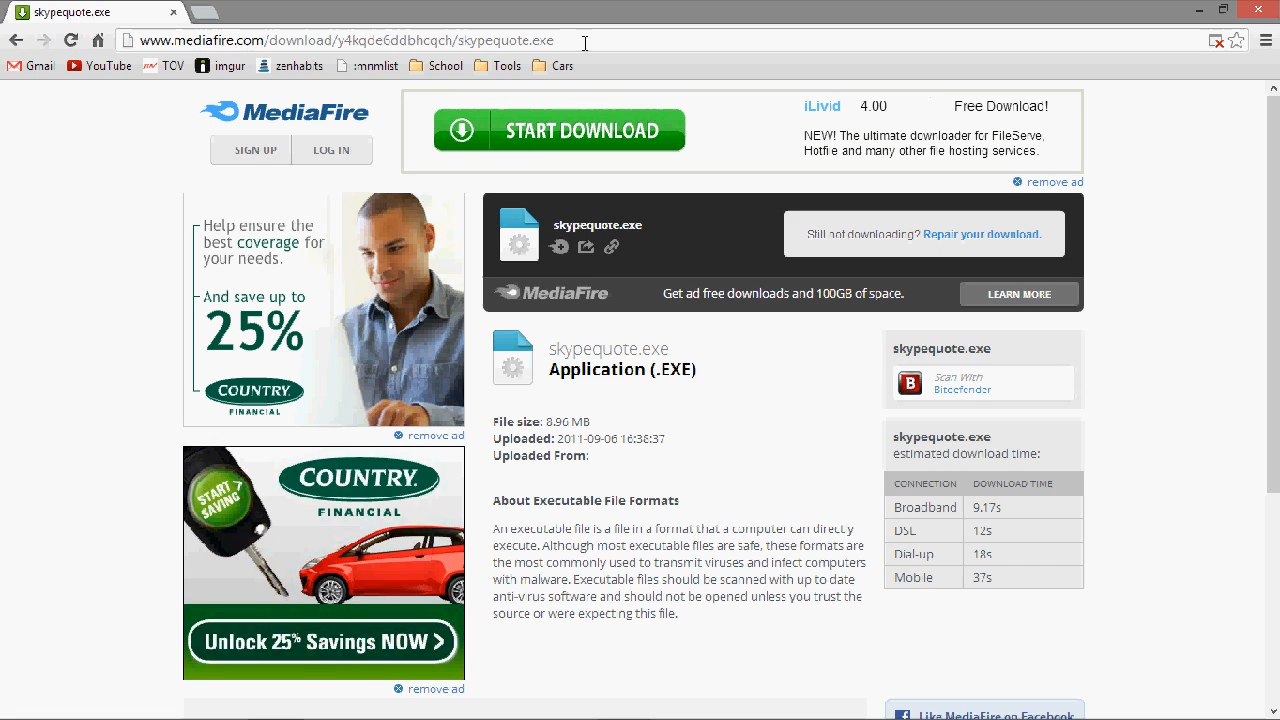 skypequote.exe
www.mediafire.com/download/y4kqde6ddbhcqch/skypequote.exe
Gmail YouTube TCV imgur zenhabits :mnmlist School Tools Cars
MediaFire
SIGN UP LOG IN
START DOWNLOAD
iLivid 4.00 Free Download!
NEW! The ultimate downloader for FileServe,
Hotfile and many other file hosting services.
remove ad
Help ensure the
best coverage for
your needs.
And save up to
25%
COUNTRY
FINANCIAL
remove ad
START
SAVING
COUNTRY
FINANCIAL
Unlock 25% Savings NOW >
remove ad
skypequote.exe
Still not downloading? Repair your download.
MediaFire Get ad free downloads and 100GB of space. LEARN MORE
skypequote.exe
Application (.EXE)
File size: 8.96 MB
Uploaded: 2011-09-06 16:38:37
Uploaded From:
About Executable File Formats
An executable file is a file in a format that a computer can directly
execute. Although most executable files are safe, these formats are
the most commonly used to transmit viruses and infect computers
with malware. Executable files should be scanned with up to date
anti-virus software and should not be opened unless you trust the
source or were expecting this file.
skypequote.exe
B
Scan With
Bitdefender
skypequote.exe
estimated download time:
CONNECTION DOWNLOAD TIME
Broadband 9.17s
DSL 12s
Dial-up 18s
Mobile 37s
Like MediaFire on Facebook